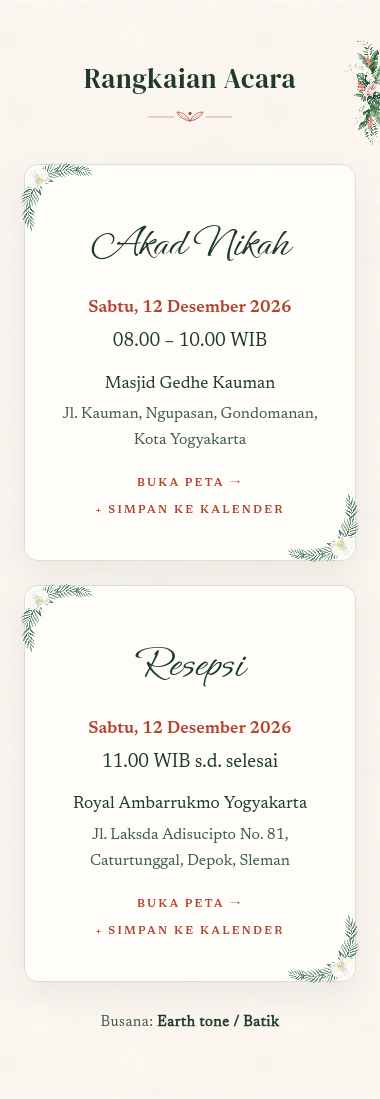 Rangkaian Acara
Akad Nikah
Sabtu, 12 Desember 2026
08.00 – 10.00 WIB
Masjid Gedhe Kauman
Jl. Kauman, Ngupasan, Gondomanan,
Kota Yogyakarta
BUKA PETA →
+ SIMPAN KE KALENDER
Resepsi
Sabtu, 12 Desember 2026
11.00 WIB s.d. selesai
Royal Ambarrukmo Yogyakarta
Jl. Laksda Adisucipto No. 81,
Caturtunggal, Depok, Sleman
BUKA PETA →
+ SIMPAN KE KALENDER
Busana: Earth tone / Batik